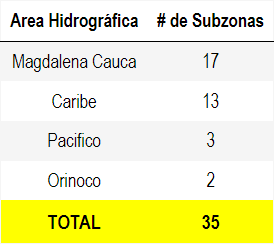 Area Hidrográfica # de Subzonas
Magdalena Cauca 17
Caribe 13
Pacifico 3
Orinoco 2
TOTAL 35